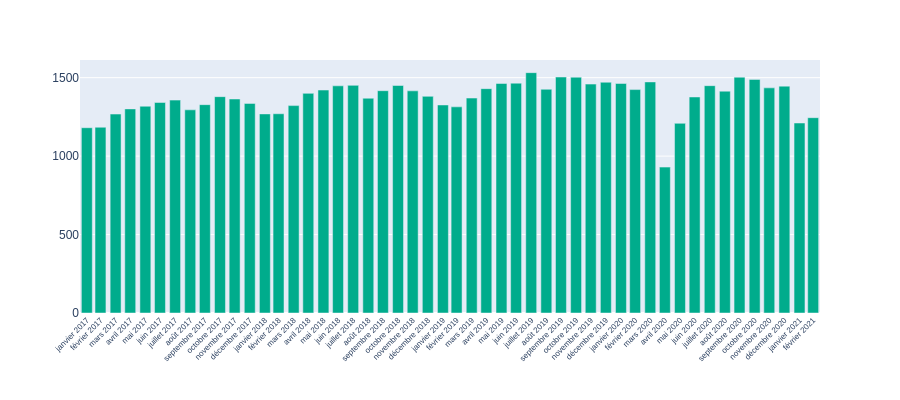 1500
1000
500
0
janvier 2017
février 2017
mars 2017
avril 2017
mai 2017
juin 2017
juillet 2017
août 2017
septembre 2017
octobre 2017
novembre 2017
décembre 2017
janvier 2018
février 2018
mars 2018
avril 2018
mai 2018
juin 2018
juillet 2018
août 2018
septembre 2018
octobre 2018
novembre 2018
décembre 2018
janvier 2019
février 2019
mars 2019
avril 2019
mai 2019
juin 2019
juillet 2019
août 2019
septembre 2019
octobre 2019
novembre 2019
décembre 2019
janvier 2020
février 2020
mars 2020
avril 2020
mai 2020
juin 2020
juillet 2020
août 2020
septembre 2020
octobre 2020
novembre 2020
décembre 2020
janvier 2021
février 2021